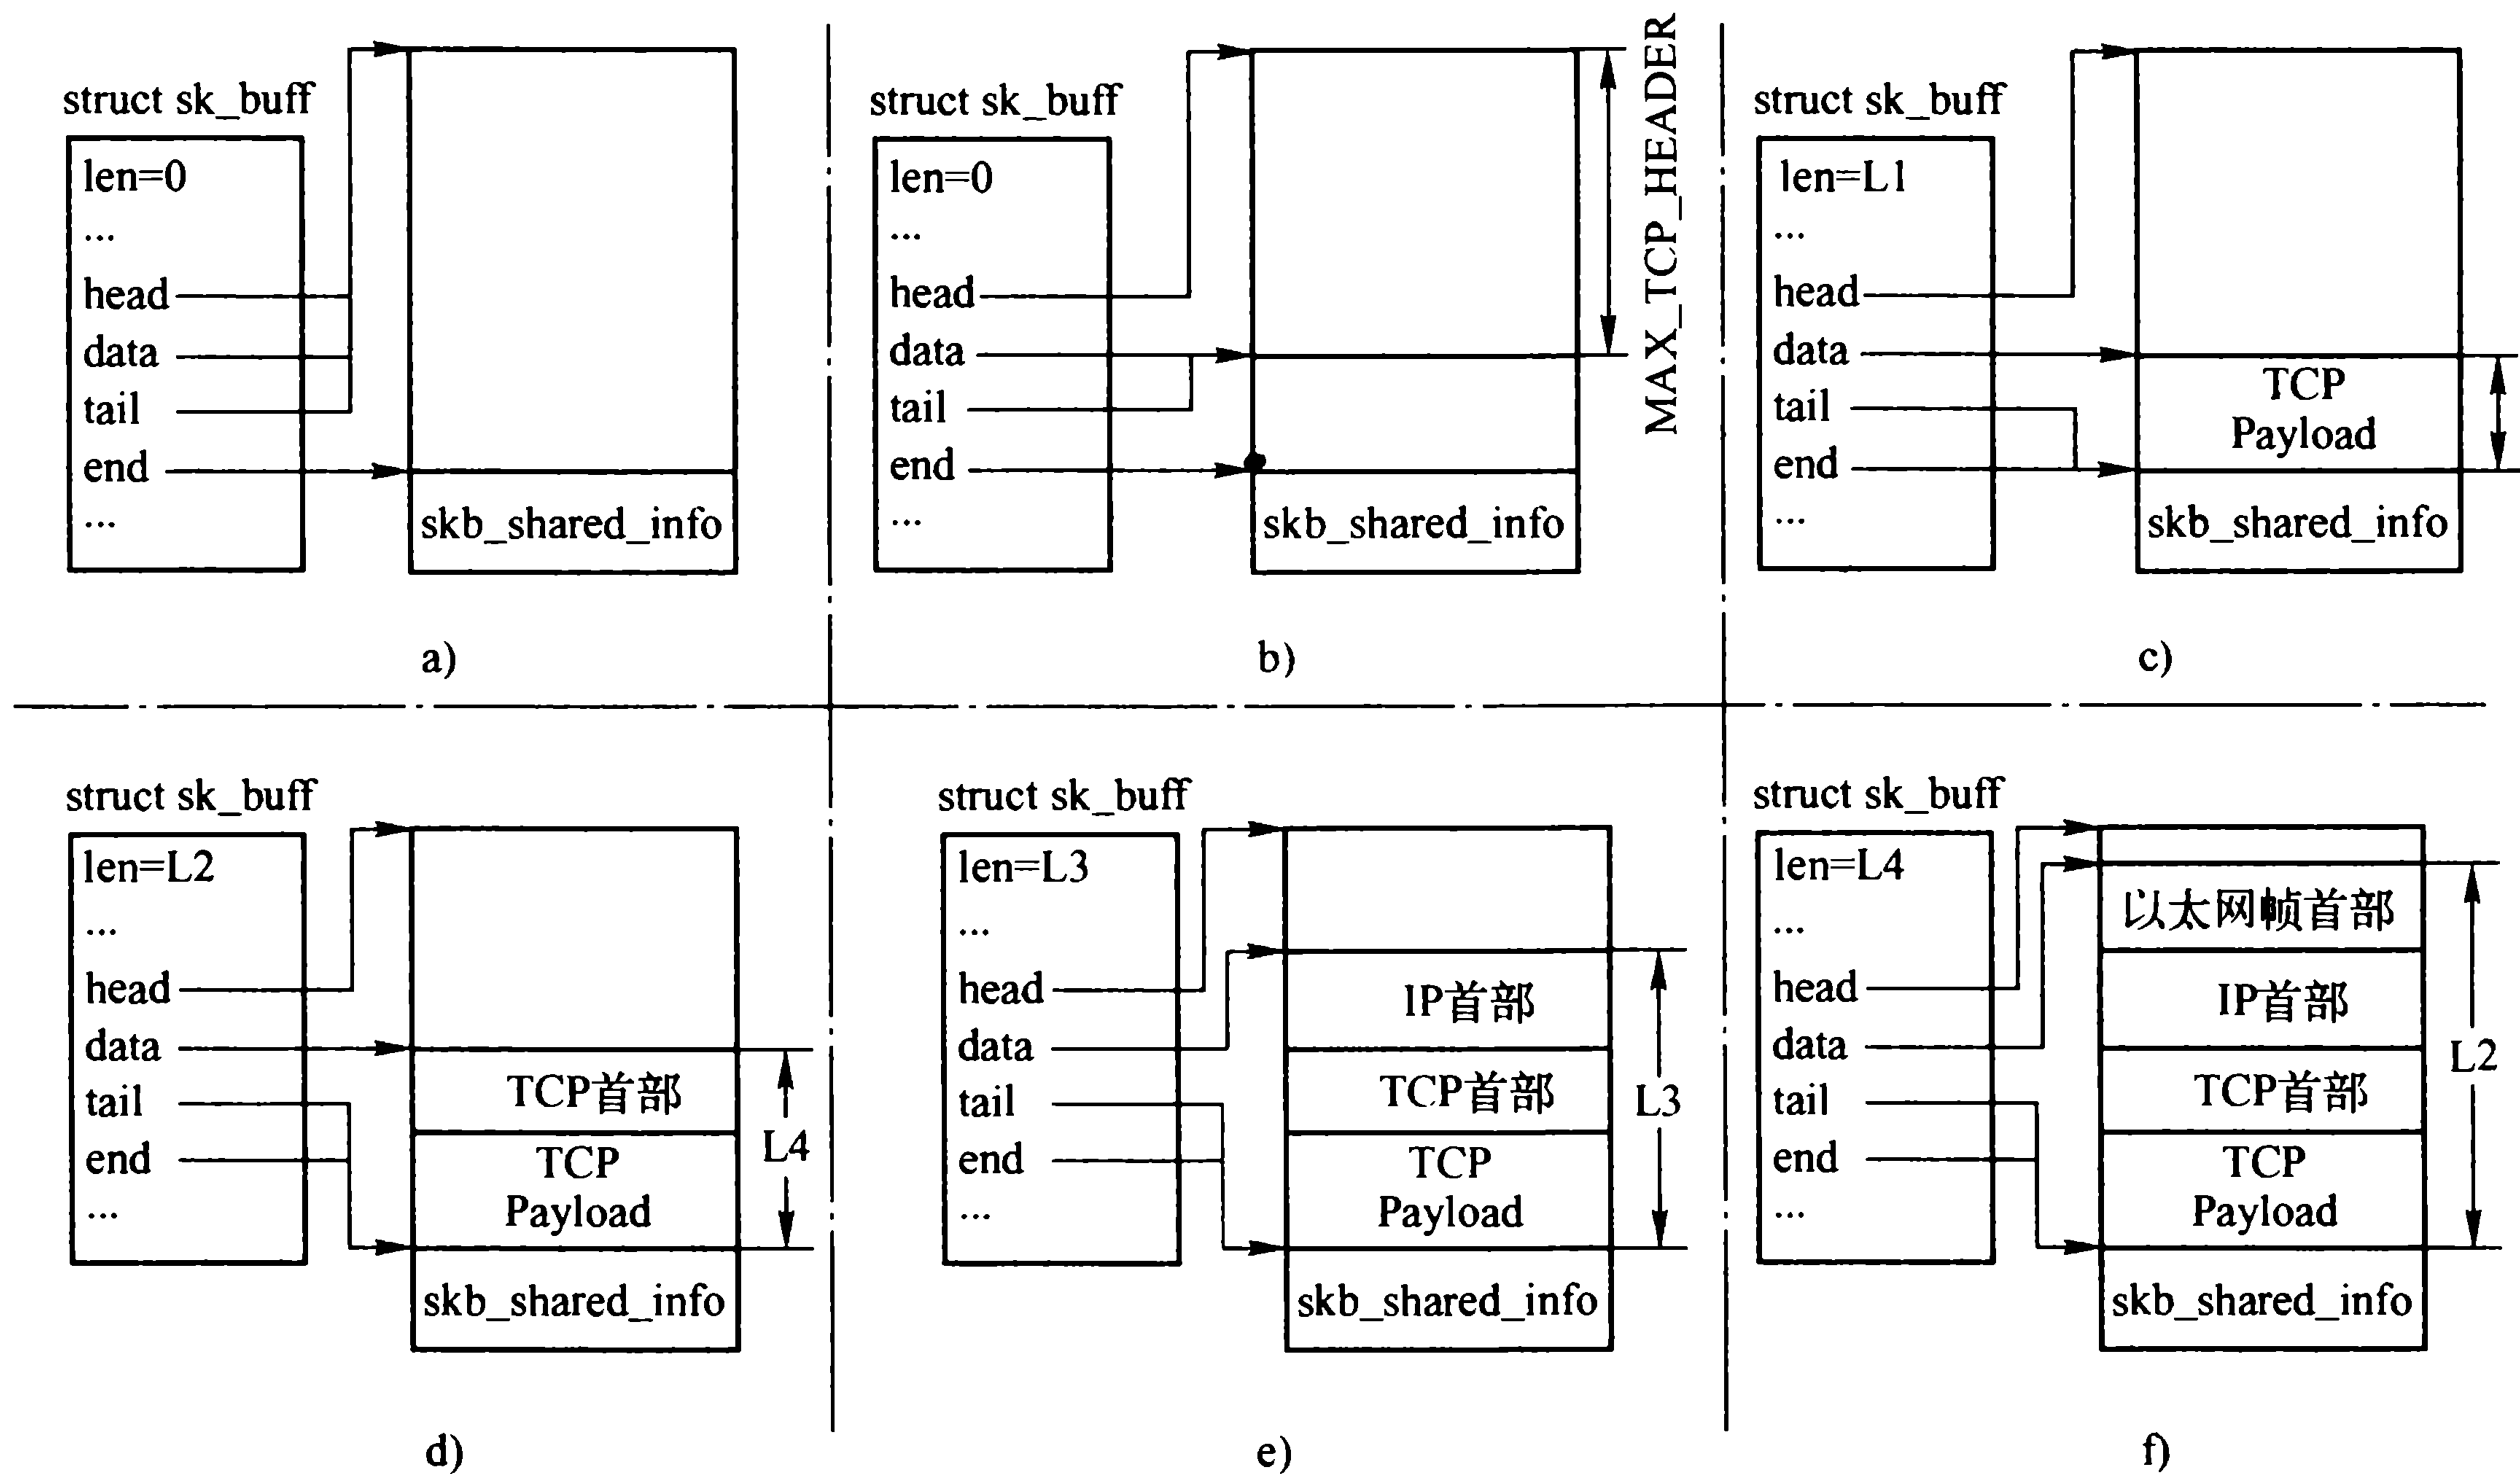 struct sk_buff
len=0
...
head
data
tail
end
...
skb_shared_info
a)
struct sk_buff
len=0
...
head
data
tail
end
...
skb_shared_info
MAX_TCP_HEADER
b)
struct sk_buff
len=L1
...
head
data
tail
end
...
TCP
Payload
skb_shared_info
c)
struct sk_buff
len=L2
...
head
data
tail
end
...
TCP首部
TCP
Payload
skb_shared_info
L4
d)
struct sk_buff
len=L3
...
head
data
tail
end
...
IP首部
TCP首部
TCP
Payload
skb_shared_info
L3
e)
struct sk_buff
len=L4
...
head
data
tail
end
...
以太网帧首部
IP首部
TCP首部
TCP
Payload
skb_shared_info
L2
f)